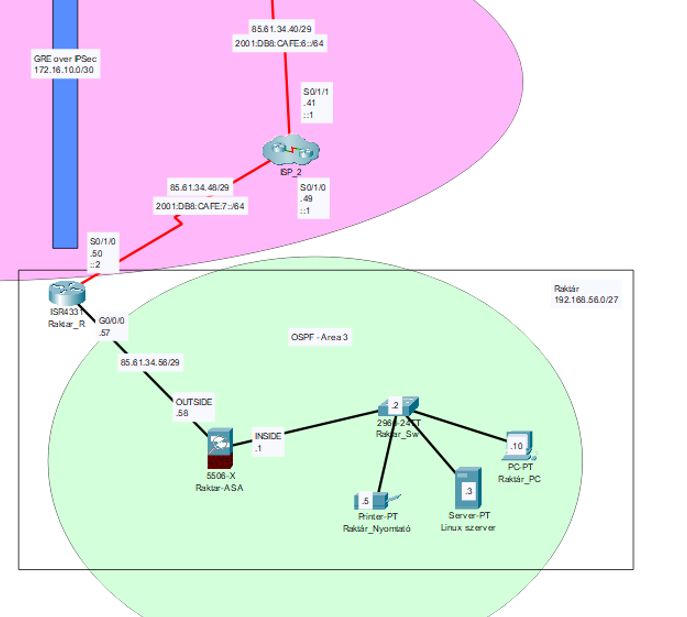 85.61.34.40/29
2001:DB8:CAFE:6::/64
GRE over IPSec
172.16.10.0/30
S0/1/1
.41
::1
ISP_2
85.61.34.48/29
2001:DB8:CAFE:7::/64
S0/1/0
.49
::1
S0/1/0
.50
::2
Raktár
192.168.56.0/27
ISR4331
Raktar_R
G0/0/0
.57
OSPF - Area 3
85.61.34.56/29
OUTSIDE
.58
.2
2960-24TT
Raktar_Sw
INSIDE
.1
.10
PC-PT
Raktár_PC
5506-X
Raktar-ASA
.5
Printer-PT
Raktár_Nyomtató
.3
Server-PT
Linux szerver